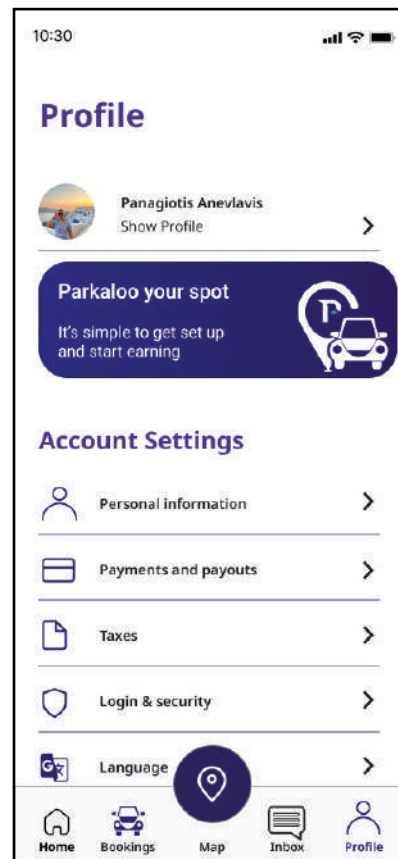 10:30
Profile
Panagiotis Anevlavis
Show Profile
Parkaloo your spot
It's simple to get set up
and start earning
P
Account Settings
Personal information
Payments and payouts
Taxes
Login & security
G
Language
Home
Bookings
Map
Inbox
Profile